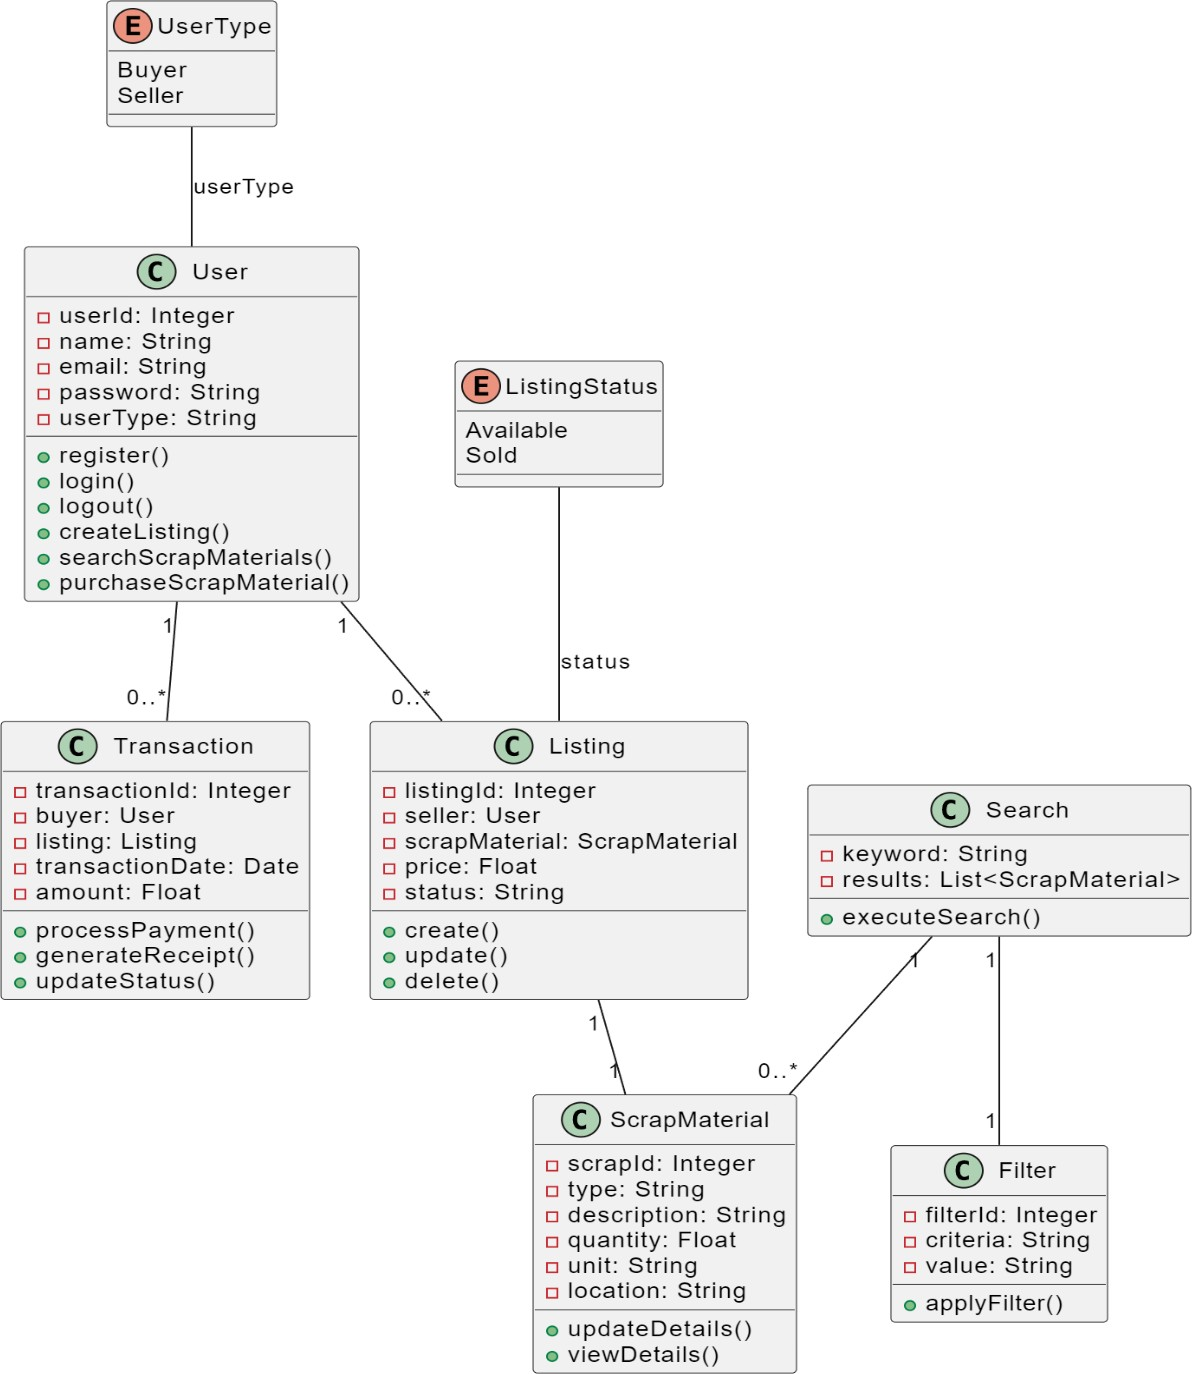 E UserType
Buyer
Seller
userType
C User
userId: Integer
name: String
email: String
password: String
userType: String
register()
login()
logout()
createListing()
searchScrapMaterials()
purchaseScrapMaterial()
E ListingStatus
Available
Sold
status
1
0..*
1
0..*
C Transaction
transactionId: Integer
buyer: User
listing: Listing
transactionDate: Date
amount: Float
processPayment()
generateReceipt()
updateStatus()
C Listing
listingId: Integer
seller: User
scrapMaterial: ScrapMaterial
price: Float
status: String
create()
update()
delete()
C Search
keyword: String
results: List<ScrapMaterial>
executeSearch()
1
1
1
0..*
1
1
C ScrapMaterial
scrapId: Integer
type: String
description: String
quantity: Float
unit: String
location: String
updateDetails()
viewDetails()
C Filter
filterId: Integer
criteria: String
value: String
applyFilter()